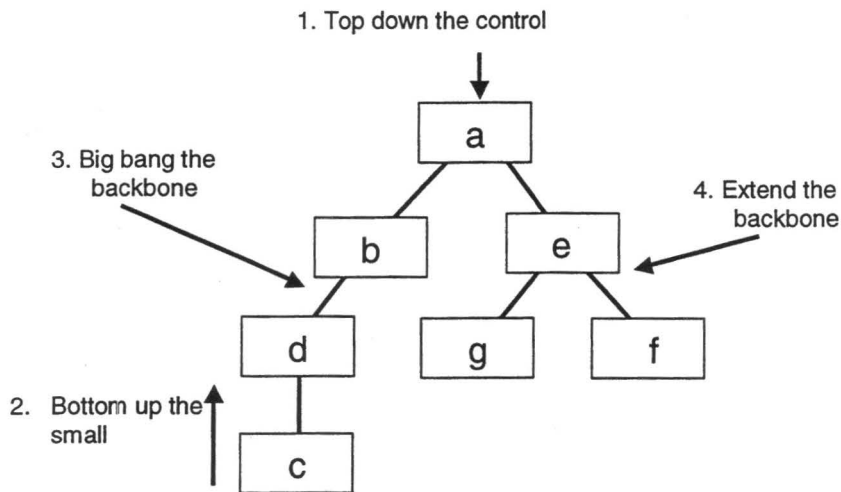 1. Top down the control
a
3. Big bang the
backbone
4. Extend the
backbone
b
e
d
g
f
2. Bottom up the
small
c